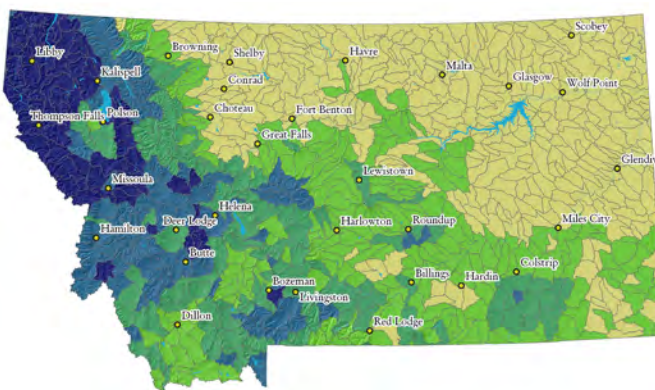 Scobey
Libby
Browning
Shelby
Havre
Malta
Kalispell
Conrad
Glasgow
Wolf Point
Thompson Falls
Polson
Choteau
Fort Benton
Great Falls
Glendiv
Missoula
Lewistown
Helena
Hamilton
Deer Lodge
Harlowton
Roundup
Miles City
Butte
Bozeman
Livingston
Billings
Hardin
Colstrip
Dillon
Red Lodge